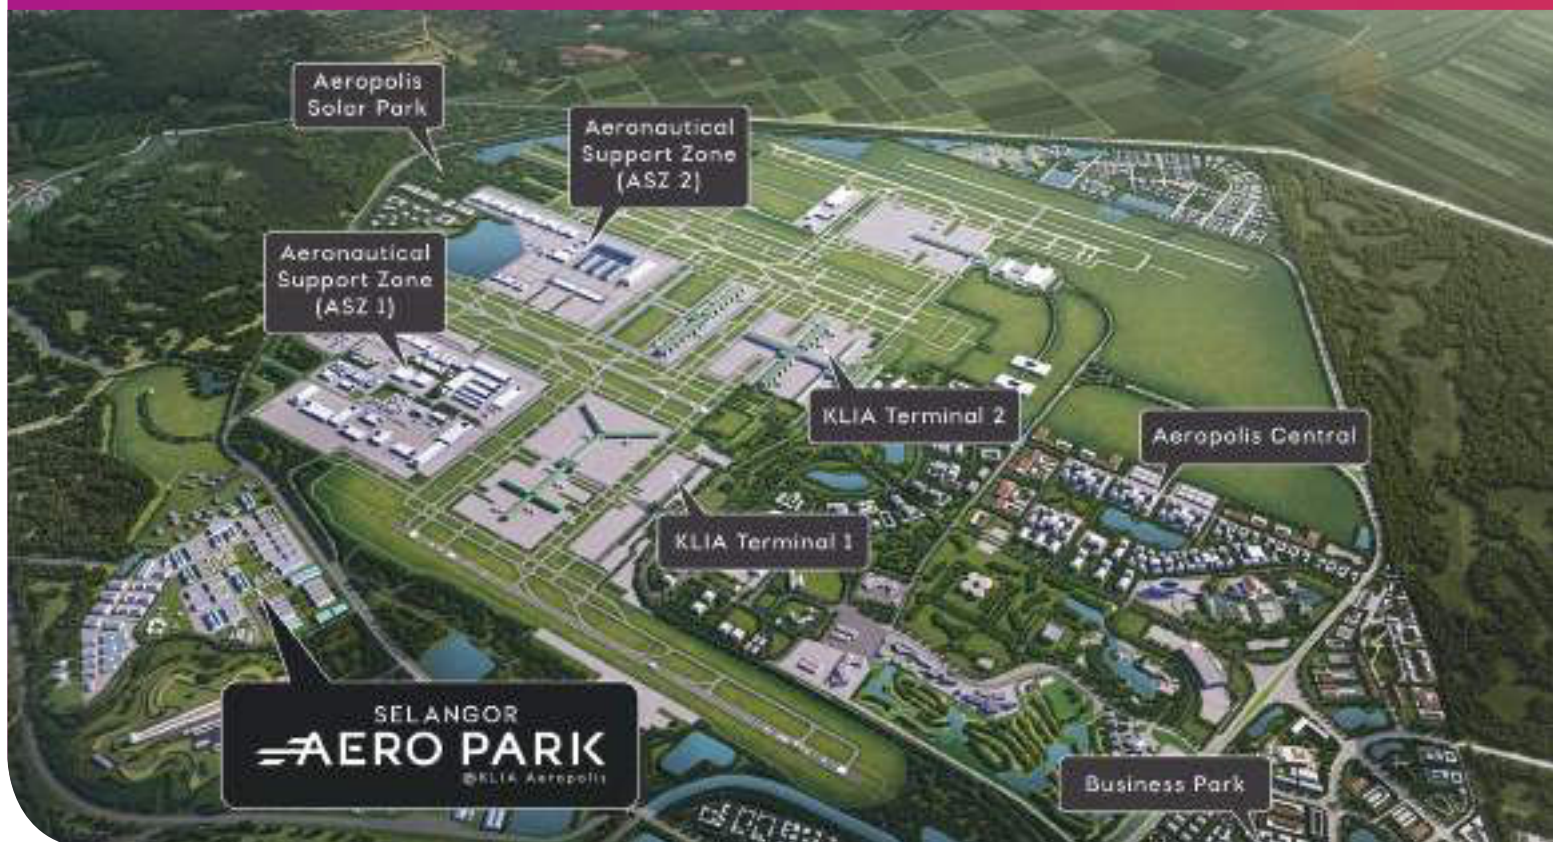 Aeropolis
Solar Park
Aeronautical
Support Zone
(ASZ 2)
Aeronautical
Support Zone
(ASZ 1)
KLIA Terminal 2
Aeropolis Central
KLIA Terminal 1
SELANGOR
AERO PARK
@KLIA Aeropolis
Business Park